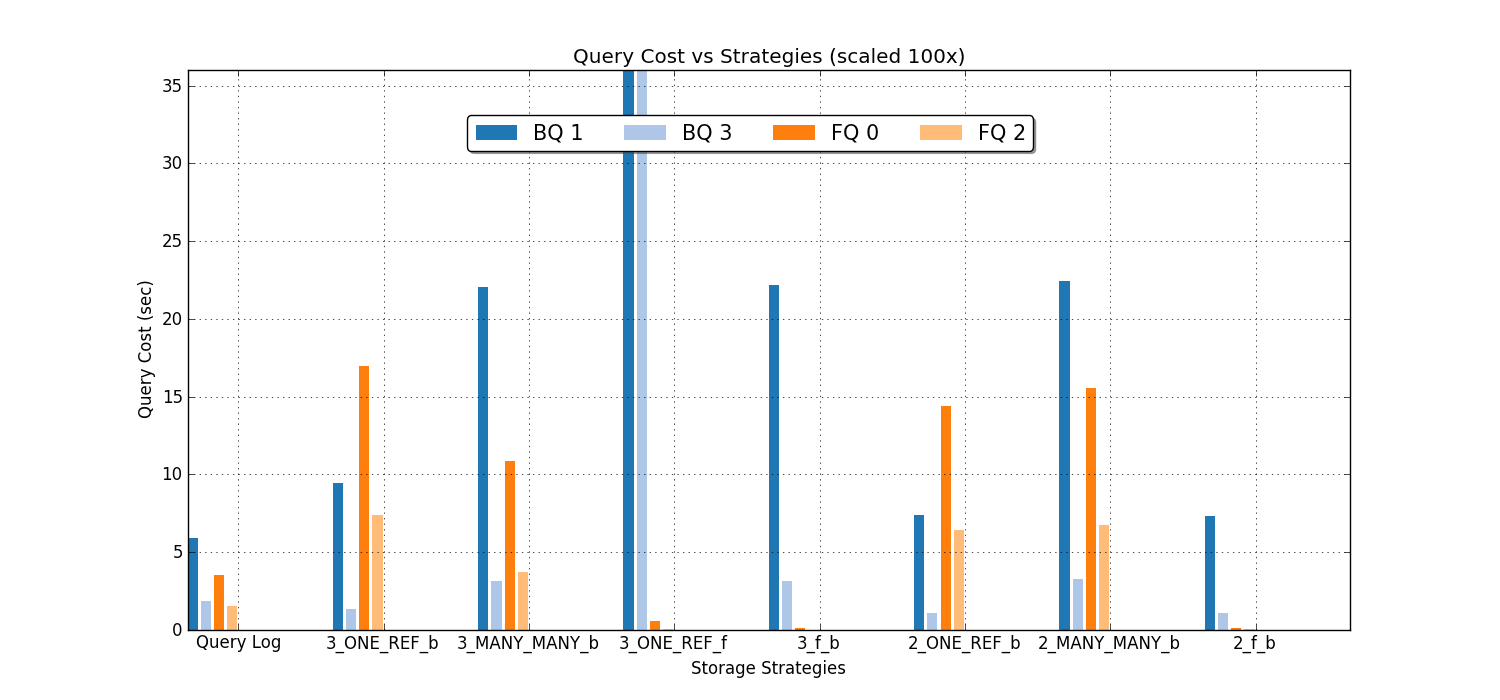 Query Cost vs Strategies (scaled 100x)
BQ 1 BQ 3 FQ 0 FQ 2
Query Cost (sec)
35
30
25
20
15
10
5
0
Query Log 3_ONE_REF_b 3_MANY_MANY_b 3_ONE_REF_f 3_f_b 2_ONE_REF_b 2_MANY_MANY_b 2_f_b
Storage Strategies